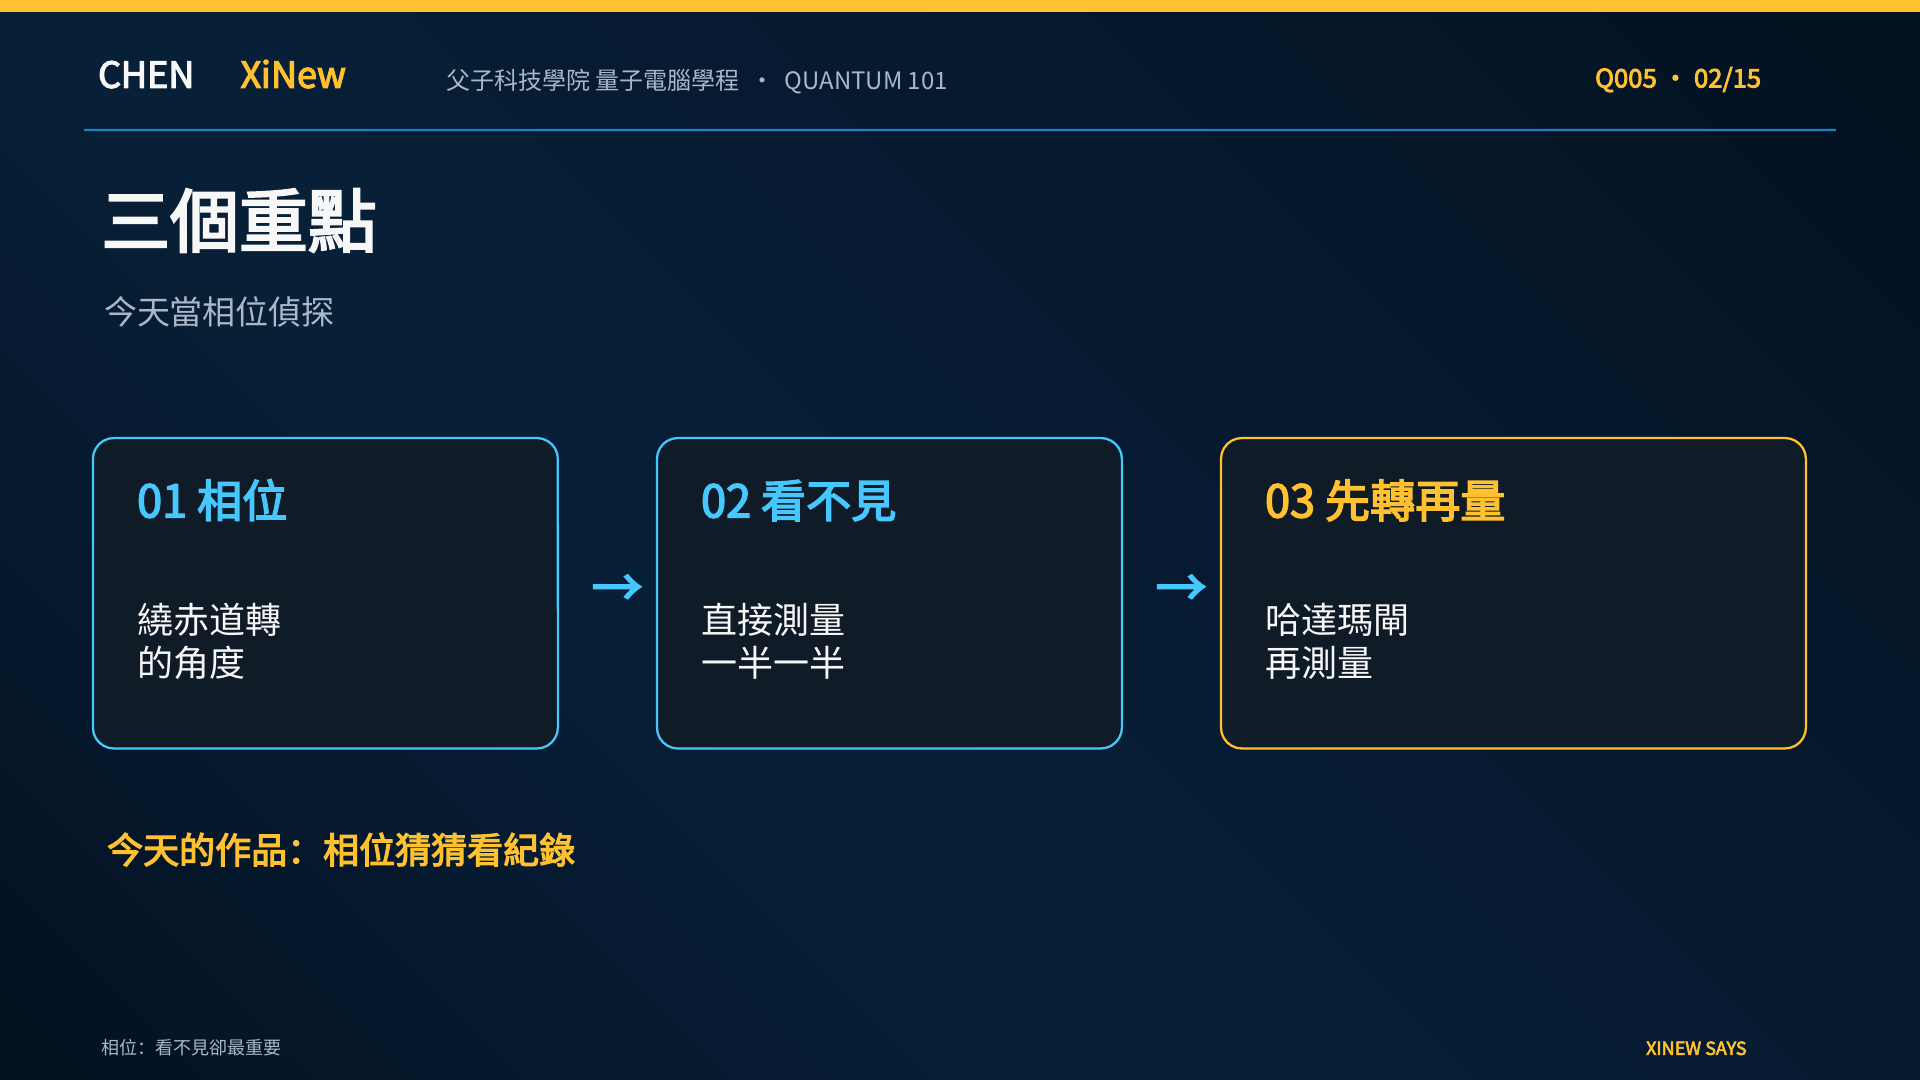 CHEN XiNew 父子科技學院 量子電腦學程 • QUANTUM 101
Q005 • 02/15
三個重點
今天當相位偵探
01 相位
繞赤道轉
的角度
→
02 看不見
直接測量
一半一半
→
03 先轉再量
哈達瑪閘
再測量
今天的作品：相位猜猜看紀錄
相位：看不見卻最重要
XINEW SAYS